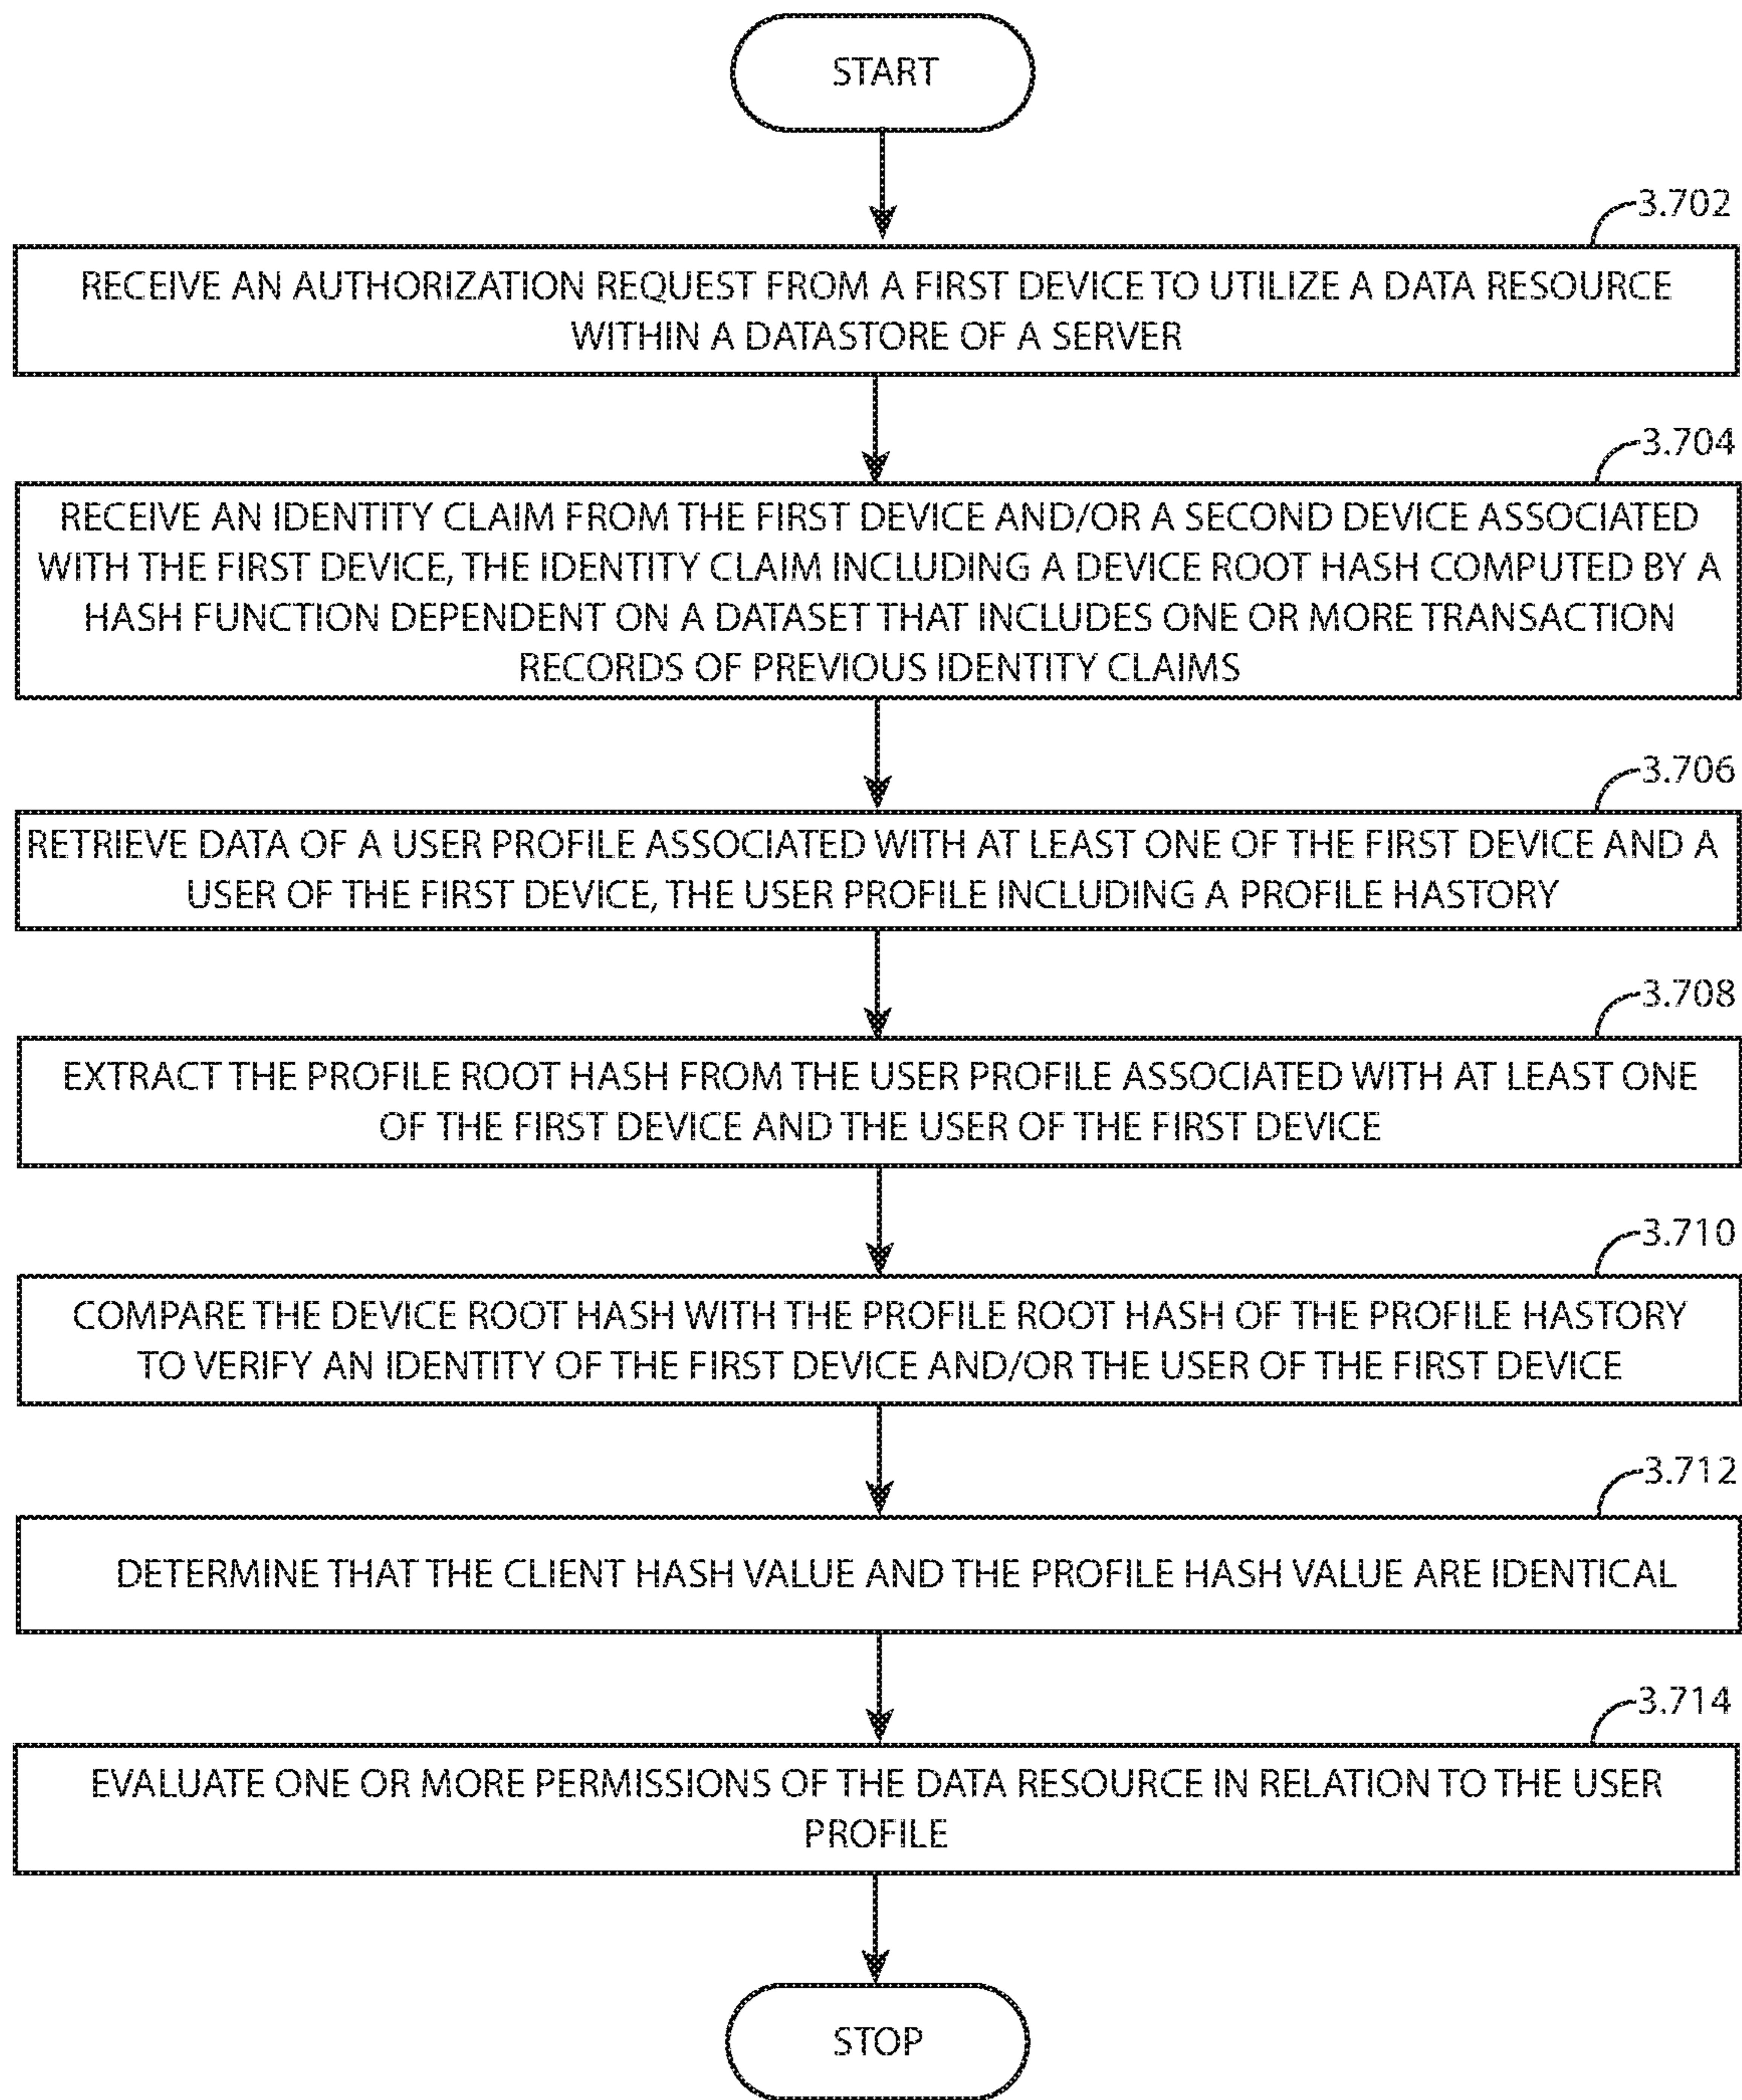 START
3.702
RECEIVE AN AUTHORIZATION REQUEST FROM A FIRST DEVICE TO UTILIZE A DATA RESOURCE
WITHIN A DATASTORE OF A SERVER
3.704
RECEIVE AN IDENTITY CLAIM FROM THE FIRST DEVICE AND/OR A SECOND DEVICE ASSOCIATED
WITH THE FIRST DEVICE, THE IDENTITY CLAIM INCLUDING A DEVICE ROOT HASH COMPUTED BY A
HASH FUNCTION DEPENDENT ON A DATASET THAT INCLUDES ONE OR MORE TRANSACTION
RECORDS OF PREVIOUS IDENTITY CLAIMS
3.706
RETRIEVE DATA OF A USER PROFILE ASSOCIATED WITH AT LEAST ONE OF THE FIRST DEVICE AND A
USER OF THE FIRST DEVICE, THE USER PROFILE INCLUDING A PROFILE HASTORY
3.708
EXTRACT THE PROFILE ROOT HASH FROM THE USER PROFILE ASSOCIATED WITH AT LEAST ONE
OF THE FIRST DEVICE AND THE USER OF THE FIRST DEVICE
3.710
COMPARE THE DEVICE ROOT HASH WITH THE PROFILE ROOT HASH OF THE PROFILE HASTORY
TO VERIFY AN IDENTITY OF THE FIRST DEVICE AND/OR THE USER OF THE FIRST DEVICE
3.712
DETERMINE THAT THE CLIENT HASH VALUE AND THE PROFILE HASH VALUE ARE IDENTICAL
3.714
EVALUATE ONE OR MORE PERMISSIONS OF THE DATA RESOURCE IN RELATION TO THE USER
PROFILE
STOP